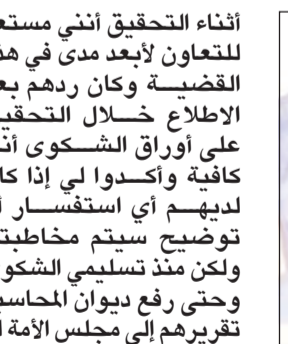 أثناء التحقيق أنني مستع
للتعاون لأبعد مدى في هذ
القضية وكان ردهم بع
الاطلاع خلال التحقي
على أوراق الشكوى أن
كافية وأكدوا لي إذا كا
لديهم أي استفسار أ
توضيح سيتم مخاطبت
ولكن منذ تسليمي الشكو
وحتى رفع ديوان المحاسب
تقريرهم إلى مجلس الأمة ا